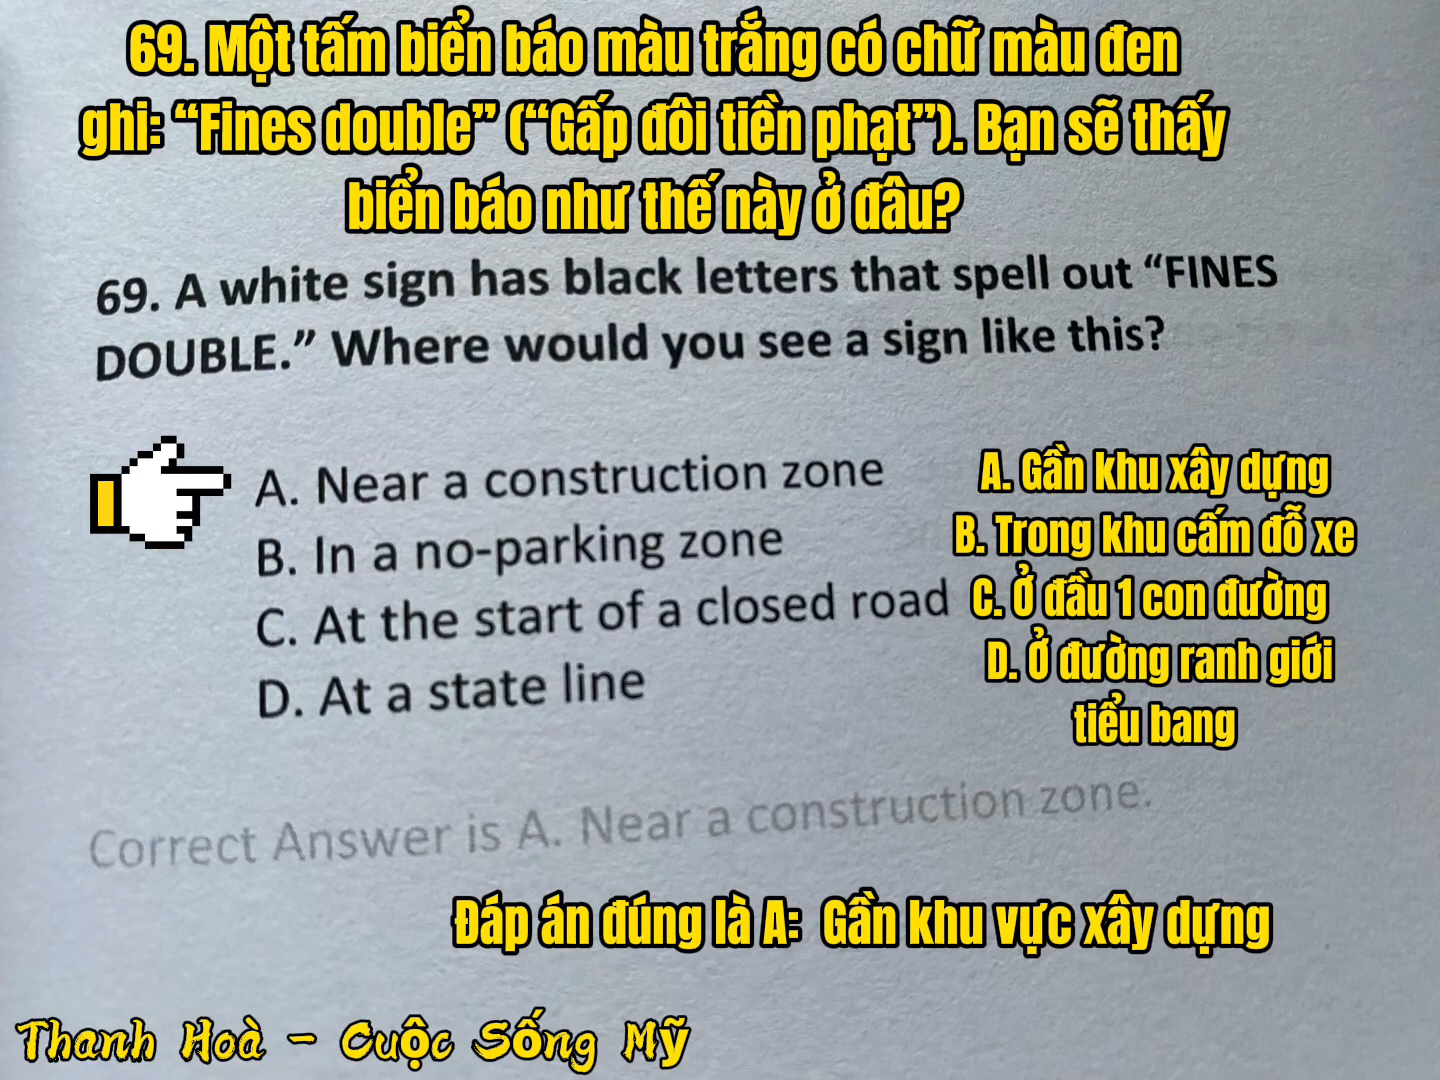 69. Một tấm biển báo màu trắng có chữ màu đen
ghi: “Fines double” (“Gấp đôi tiền phạt”). Bạn sẽ thấy
biển báo như thế này ở đâu?
69. A white sign has black letters that spell out “FINES
DOUBLE.” Where would you see a sign like this?
A. Near a construction zone
B. In a no-parking zone
C. At the start of a closed road
D. At a state line
A. Gần khu xây dựng
B. Trong khu cấm đỗ xe
C. Ở đầu 1 con đường
D. Ở đường ranh giới
tiểu bang
Correct Answer is A. Near a construction zone.
Đáp án đúng là A: Gần khu vực xây dựng
Thanh Hoà - Cuộc Sống Mỹ